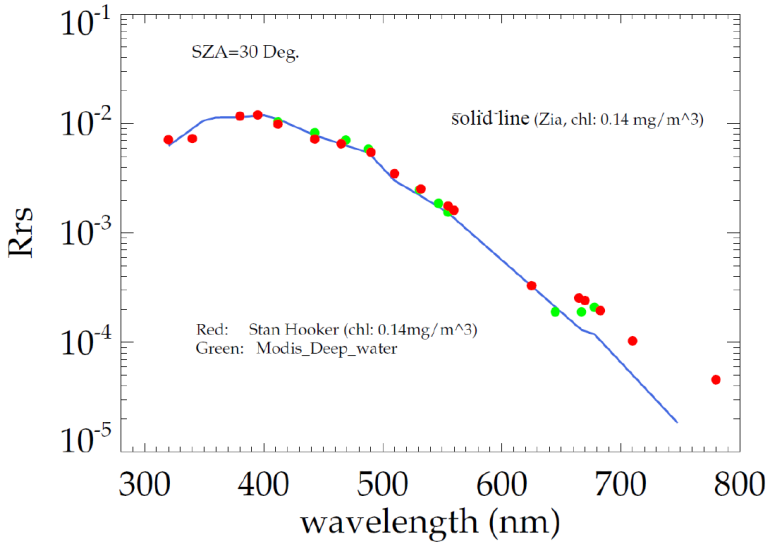 10^-1
SZA=30 Deg.
10^-2
solid line (Zia, chl: 0.14 mg/m^3)
Rrs
10^-3
Red: Stan Hooker (chl: 0.14mg/m^3)
10^-4
Green: Modis_Deep_water
10^-5
300 400 500 600 700 800
wavelength (nm)